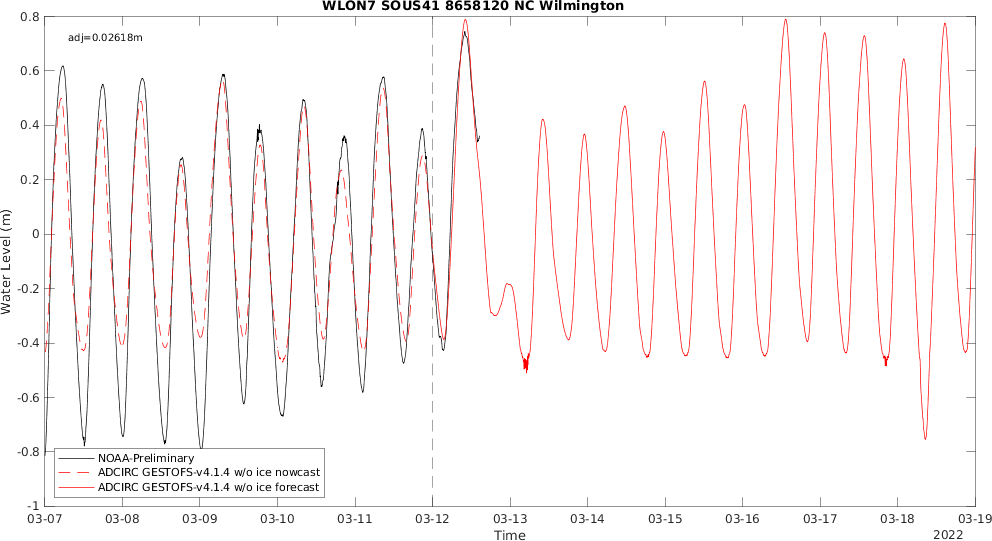 WLON7 SOUS41 8658120 NC Wilmington
adj=0.02618m
0.8
0.6
0.4
0.2
0
-0.2
-0.4
-0.6
-0.8
-1
Water Level (m)
NOAA-Preliminary
ADCIRC GESTOFS-v4.1.4 w/o ice nowcast
ADCIRC GESTOFS-v4.1.4 w/o ice forecast
03-07 03-08 03-09 03-10 03-11 03-12 03-13 03-14 03-15 03-16 03-17 03-18 03-19
Time
2022